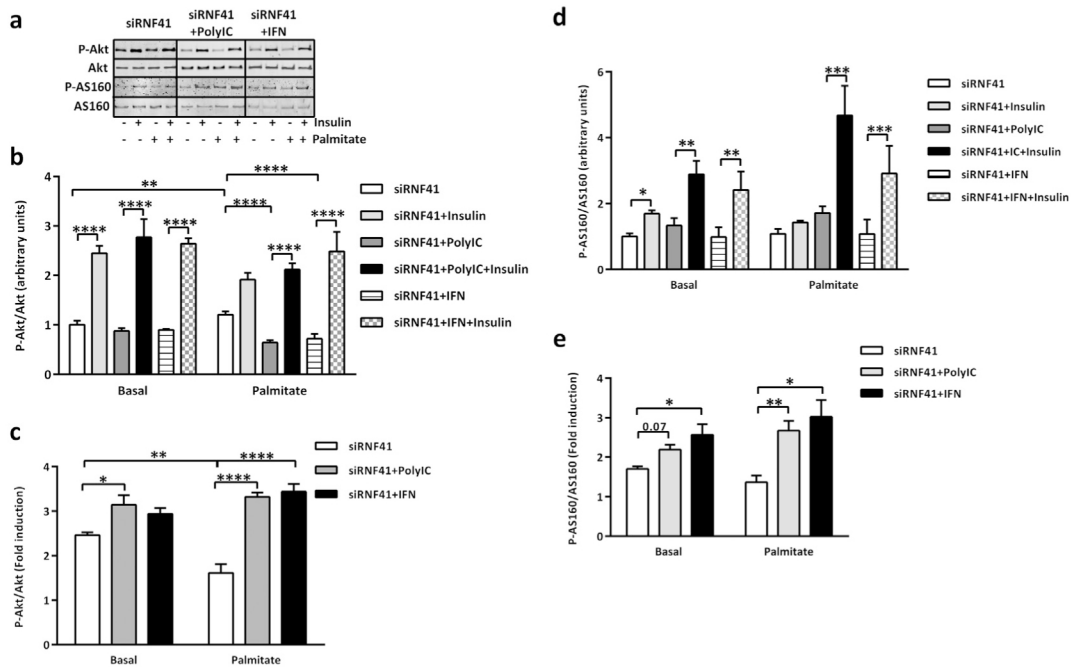 a
siRNF41
siRNF41
+PolyIC
siRNF41
+IFN
P-Akt
Akt
P-AS160
AS160
- + - + - + - + - + - + Insulin
- - + + - - + + - - + + Palmitate
b
P-Akt/Akt (arbitrary units)
4
3
2
1
0
**
****
****
****
****
****
****
****
Basal
Palmitate
siRNF41
siRNF41+Insulin
siRNF41+PolyIC
siRNF41+PolyIC+Insulin
siRNF41+IFN
siRNF41+IFN+Insulin
c
P-Akt/Akt (Fold induction)
4
3
2
1
0
**
****
*
****
Basal
Palmitate
siRNF41
siRNF41+PolyIC
siRNF41+IFN
d
P-AS160/AS160 (arbitrary units)
6
4
2
0
*
**
**
***
***
Basal
Palmitate
siRNF41
siRNF41+Insulin
siRNF41+PolyIC
siRNF41+IC+Insulin
siRNF41+IFN
siRNF41+IFN+Insulin
e
P-AS160/AS160 (Fold induction)
4
3
2
1
0
*
0.07
*
**
Basal
Palmitate
siRNF41
siRNF41+PolyIC
siRNF41+IFN